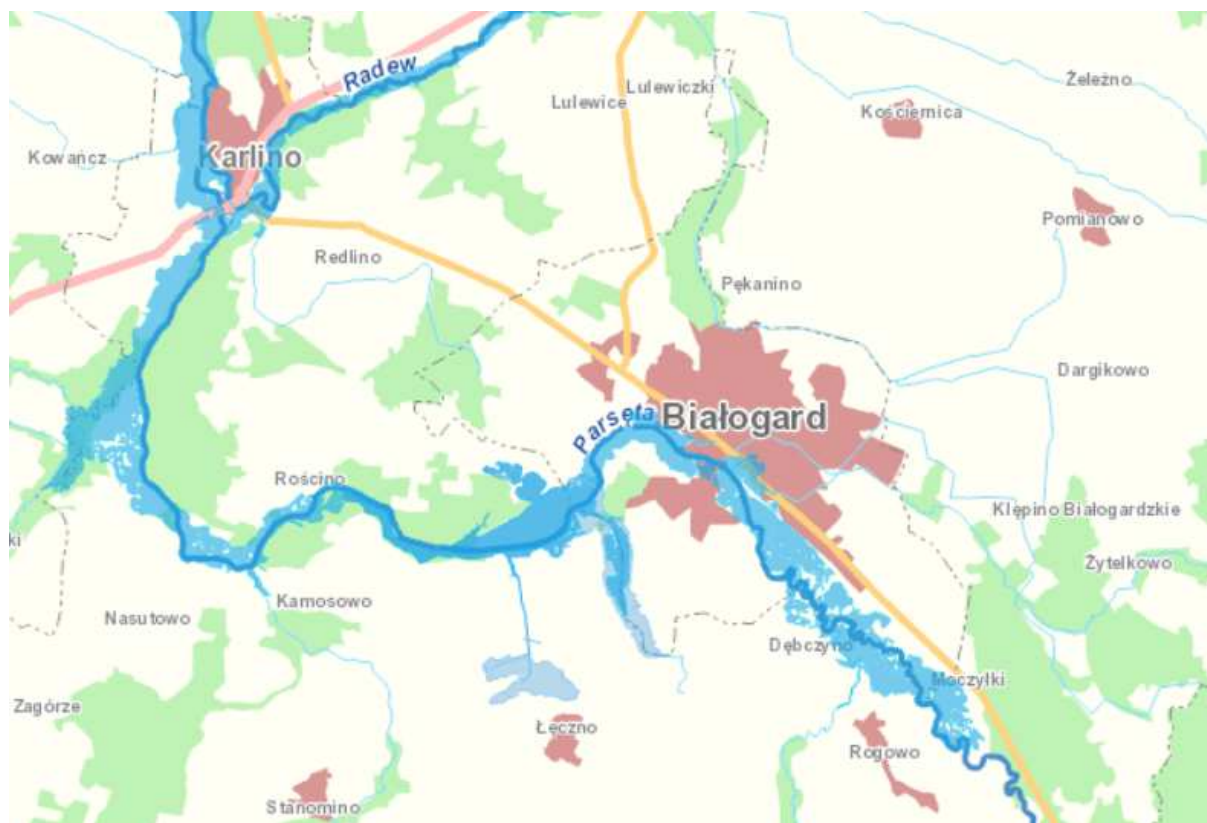 Radew
Lulewice
Lulewiczki
Żeleźno
Kościernica
Kowańcz
Karlino
Pomianowo
Redlino
Pękanino
Dargikowo
Parsęta
Białogard
Rościno
Klępino Białogardzkie
ki
Żytelkowo
Kamosowo
Nasutowo
Dębczyno
Moczyłki
Zagórze
Łęczno
Rogowo
Stanomino